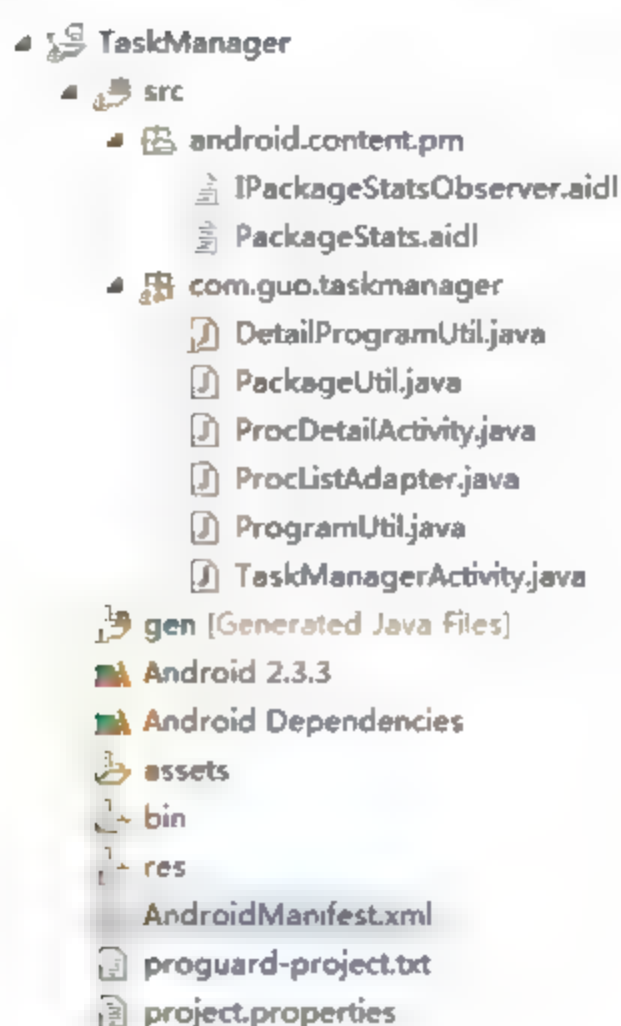 TaskManager
src
android.content.pm
IPackageStatsObserver.aidl
PackageStats.aidl
com.guo.taskmanager
DetailProgramUtil.java
PackageUtil.java
ProcDetailActivity.java
ProcListAdapter.java
ProgramUtil.java
TaskManagerActivity.java
gen [Generated Java Files]
Android 2.3.3
Android Dependencies
assets
bin
res
AndroidManifest.xml
proguard-project.txt
project.properties